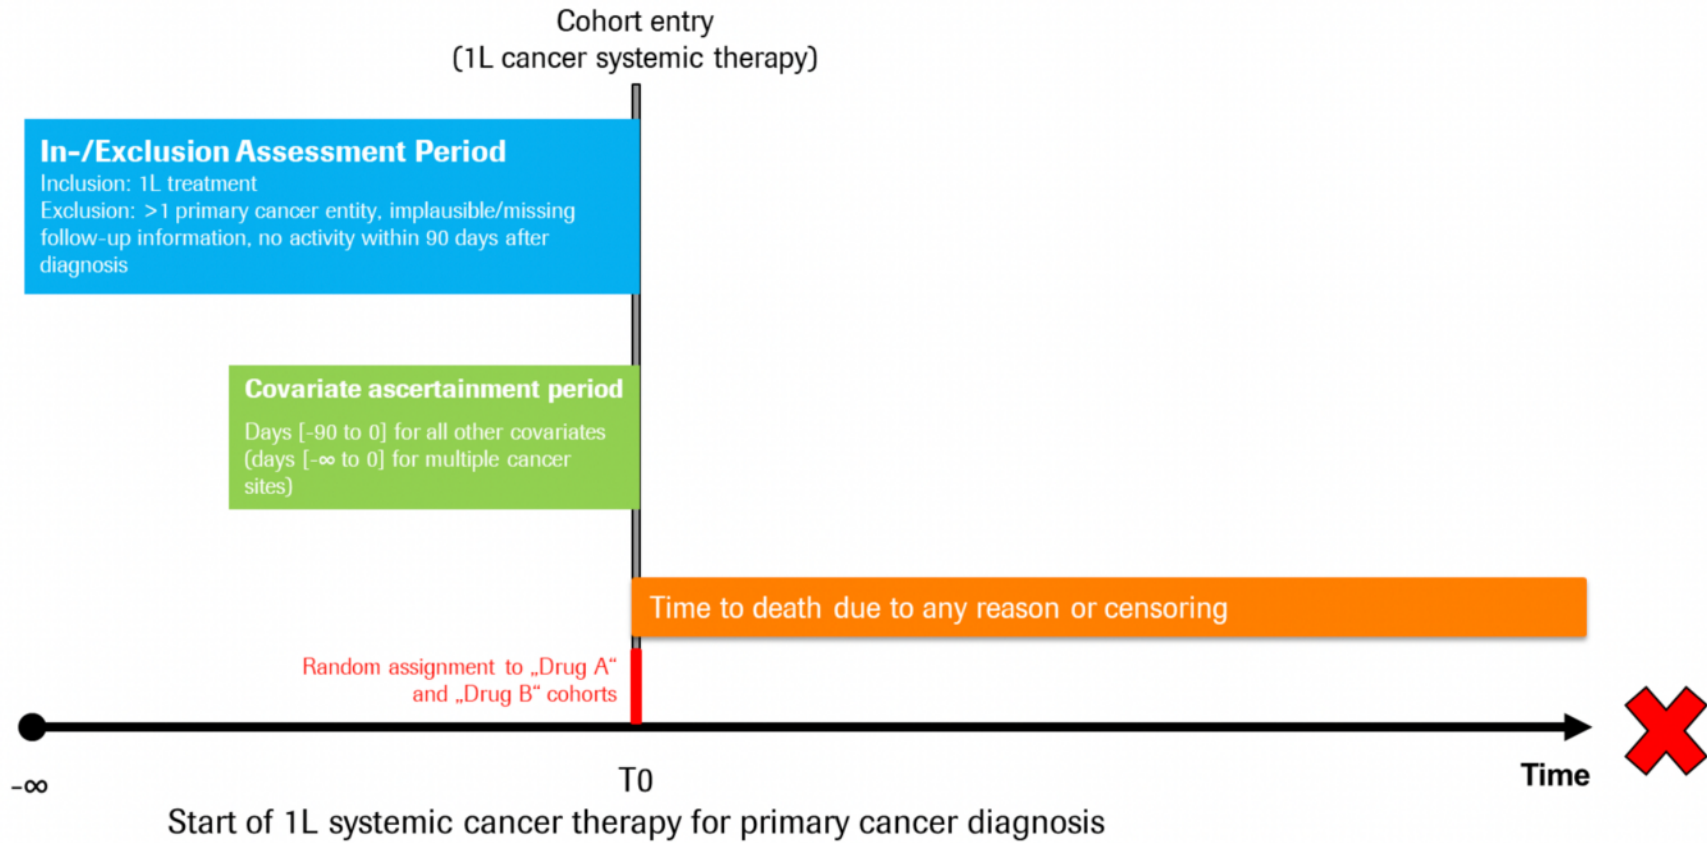 Cohort entry
(1L cancer systemic therapy)
In-/Exclusion Assessment Period
Inclusion: 1L treatment
Exclusion: >1 primary cancer entity, implausible/missing
follow-up information, no activity within 90 days after
diagnosis
Covariate ascertainment period
Days [-90 to 0] for all other covariates
(days [-∞ to 0] for multiple cancer
sites)
Time to death due to any reason or censoring
Random assignment to „Drug A“
and „Drug B“ cohorts
-∞
T0
Time
Start of 1L systemic cancer therapy for primary cancer diagnosis